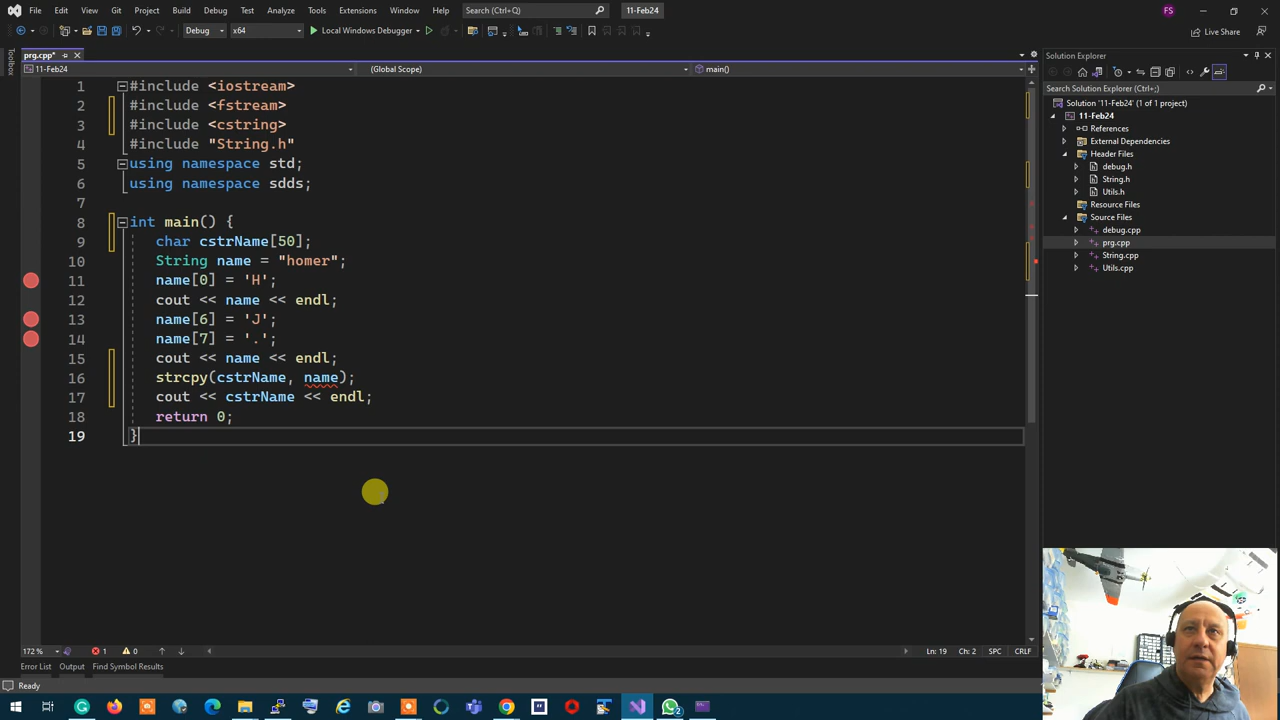 File Edit View Git Project Build Debug Test Analyze Tools Extensions Window Help Search (Ctrl+Q) 11-Feb24 FS
Debug x64 Local Windows Debugger Live Share
Toolbox
prg.cpp*
11-Feb24 (Global Scope) main()
1 #include <iostream>
2 #include <fstream>
3 #include <cstring>
4 #include "String.h"
5 using namespace std;
6 using namespace sdds;
7
8 int main() {
9 char cstrName[50];
10 String name = "homer";
11 name[0] = 'H';
12 cout << name << endl;
13 name[6] = 'J';
14 name[7] = '.';
15 cout << name << endl;
16 strcpy(cstrName, name);
17 cout << cstrName << endl;
18 return 0;
19 }
172 % 1 0 Ln: 19 Ch: 2 SPC CRLF
Error List Output Find Symbol Results
Ready
Solution Explorer
Search Solution Explorer (Ctrl+;)
Solution '11-Feb24' (1 of 1 project)
11-Feb24
References
External Dependencies
Header Files
debug.h
String.h
Utils.h
Resource Files
Source Files
debug.cpp
prg.cpp
String.cpp
Utils.cpp
2